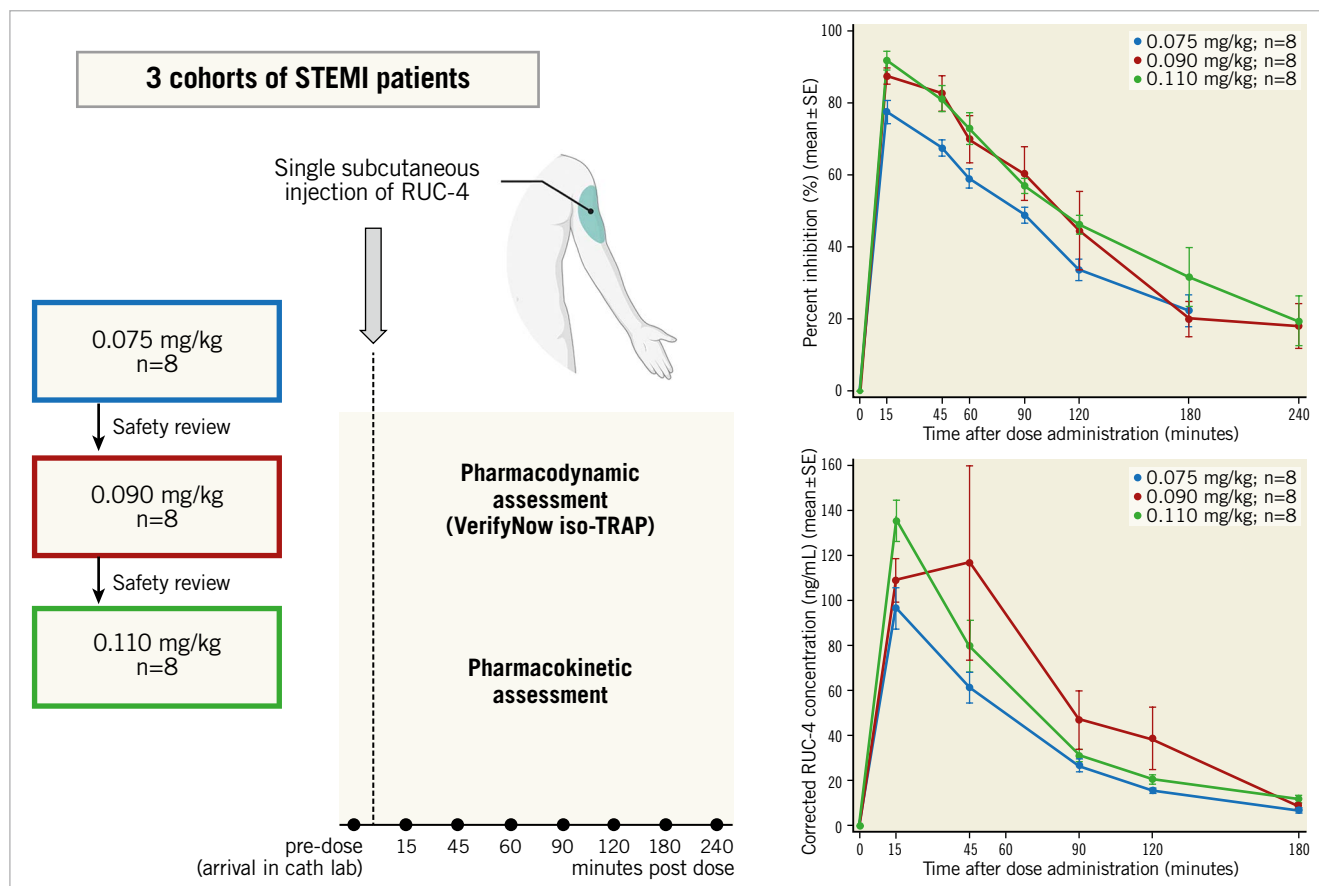 3 cohorts of STEMI patients
Single subcutaneous
injection of RUC-4
0.075 mg/kg
n=8
Safety review
0.090 mg/kg
n=8
Safety review
0.110 mg/kg
n=8
Pharmacodynamic
assessment
(VerifyNow iso-TRAP)
Pharmacokinetic
assessment
pre-dose
(arrival in cath lab)
15 45 60 90 120 180 240
minutes post dose
Percent inhibition (%) (mean±SE)
100
80
60
40
20
0
0.075 mg/kg; n=8
0.090 mg/kg; n=8
0.110 mg/kg; n=8
0 15 45 60 90 120 180 240
Time after dose administration (minutes)
Corrected RUC-4 concentration (ng/mL) (mean±SE)
160
140
120
100
80
60
40
20
0
0.075 mg/kg; n=8
0.090 mg/kg; n=8
0.110 mg/kg; n=8
0 15 45 60 90 120 180
Time after dose administration (minutes)